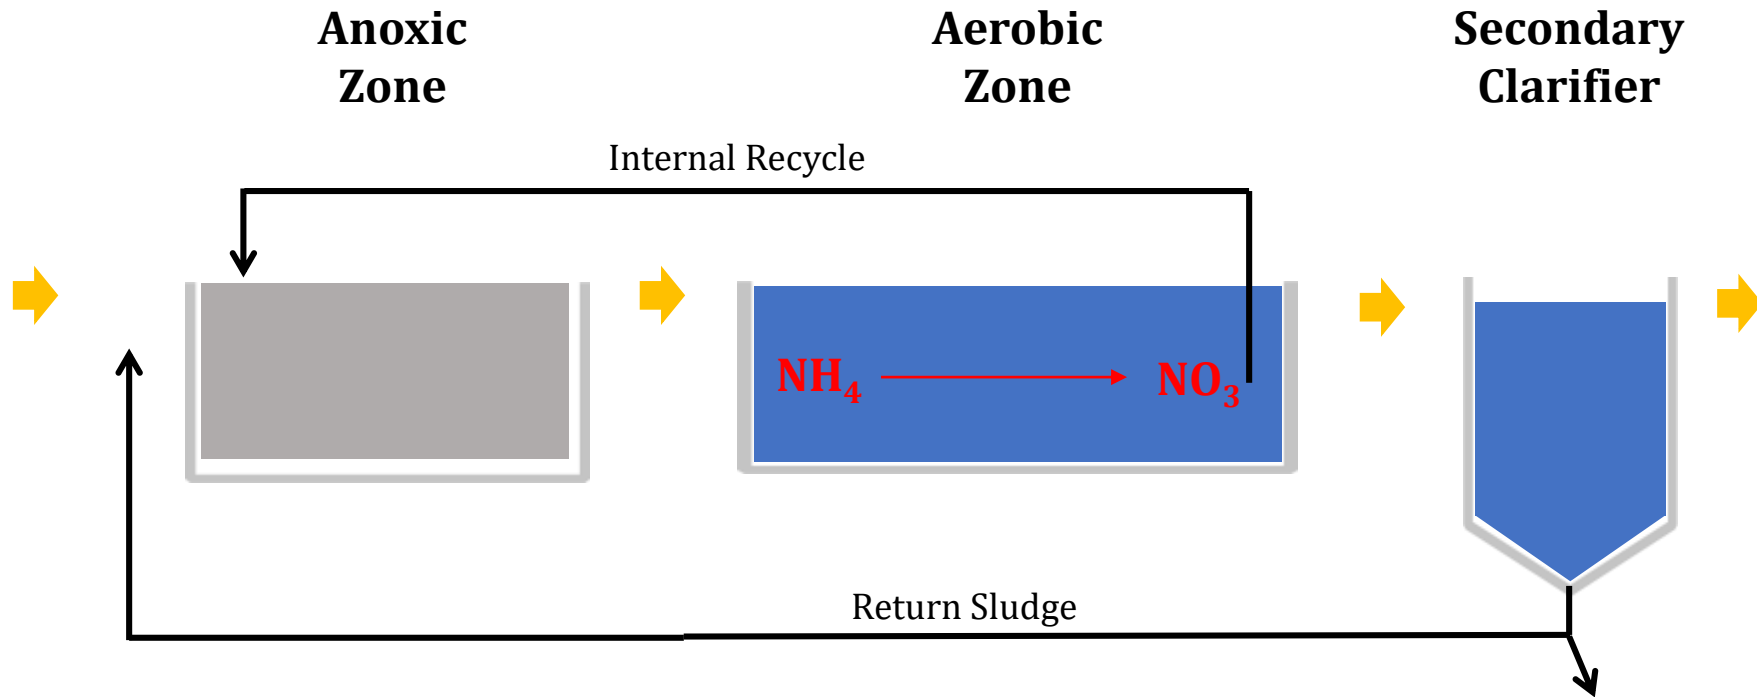 Anoxic
Zone
Aerobic
Zone
Secondary
Clarifier
Internal Recycle
NH₄
NO₃
Return Sludge